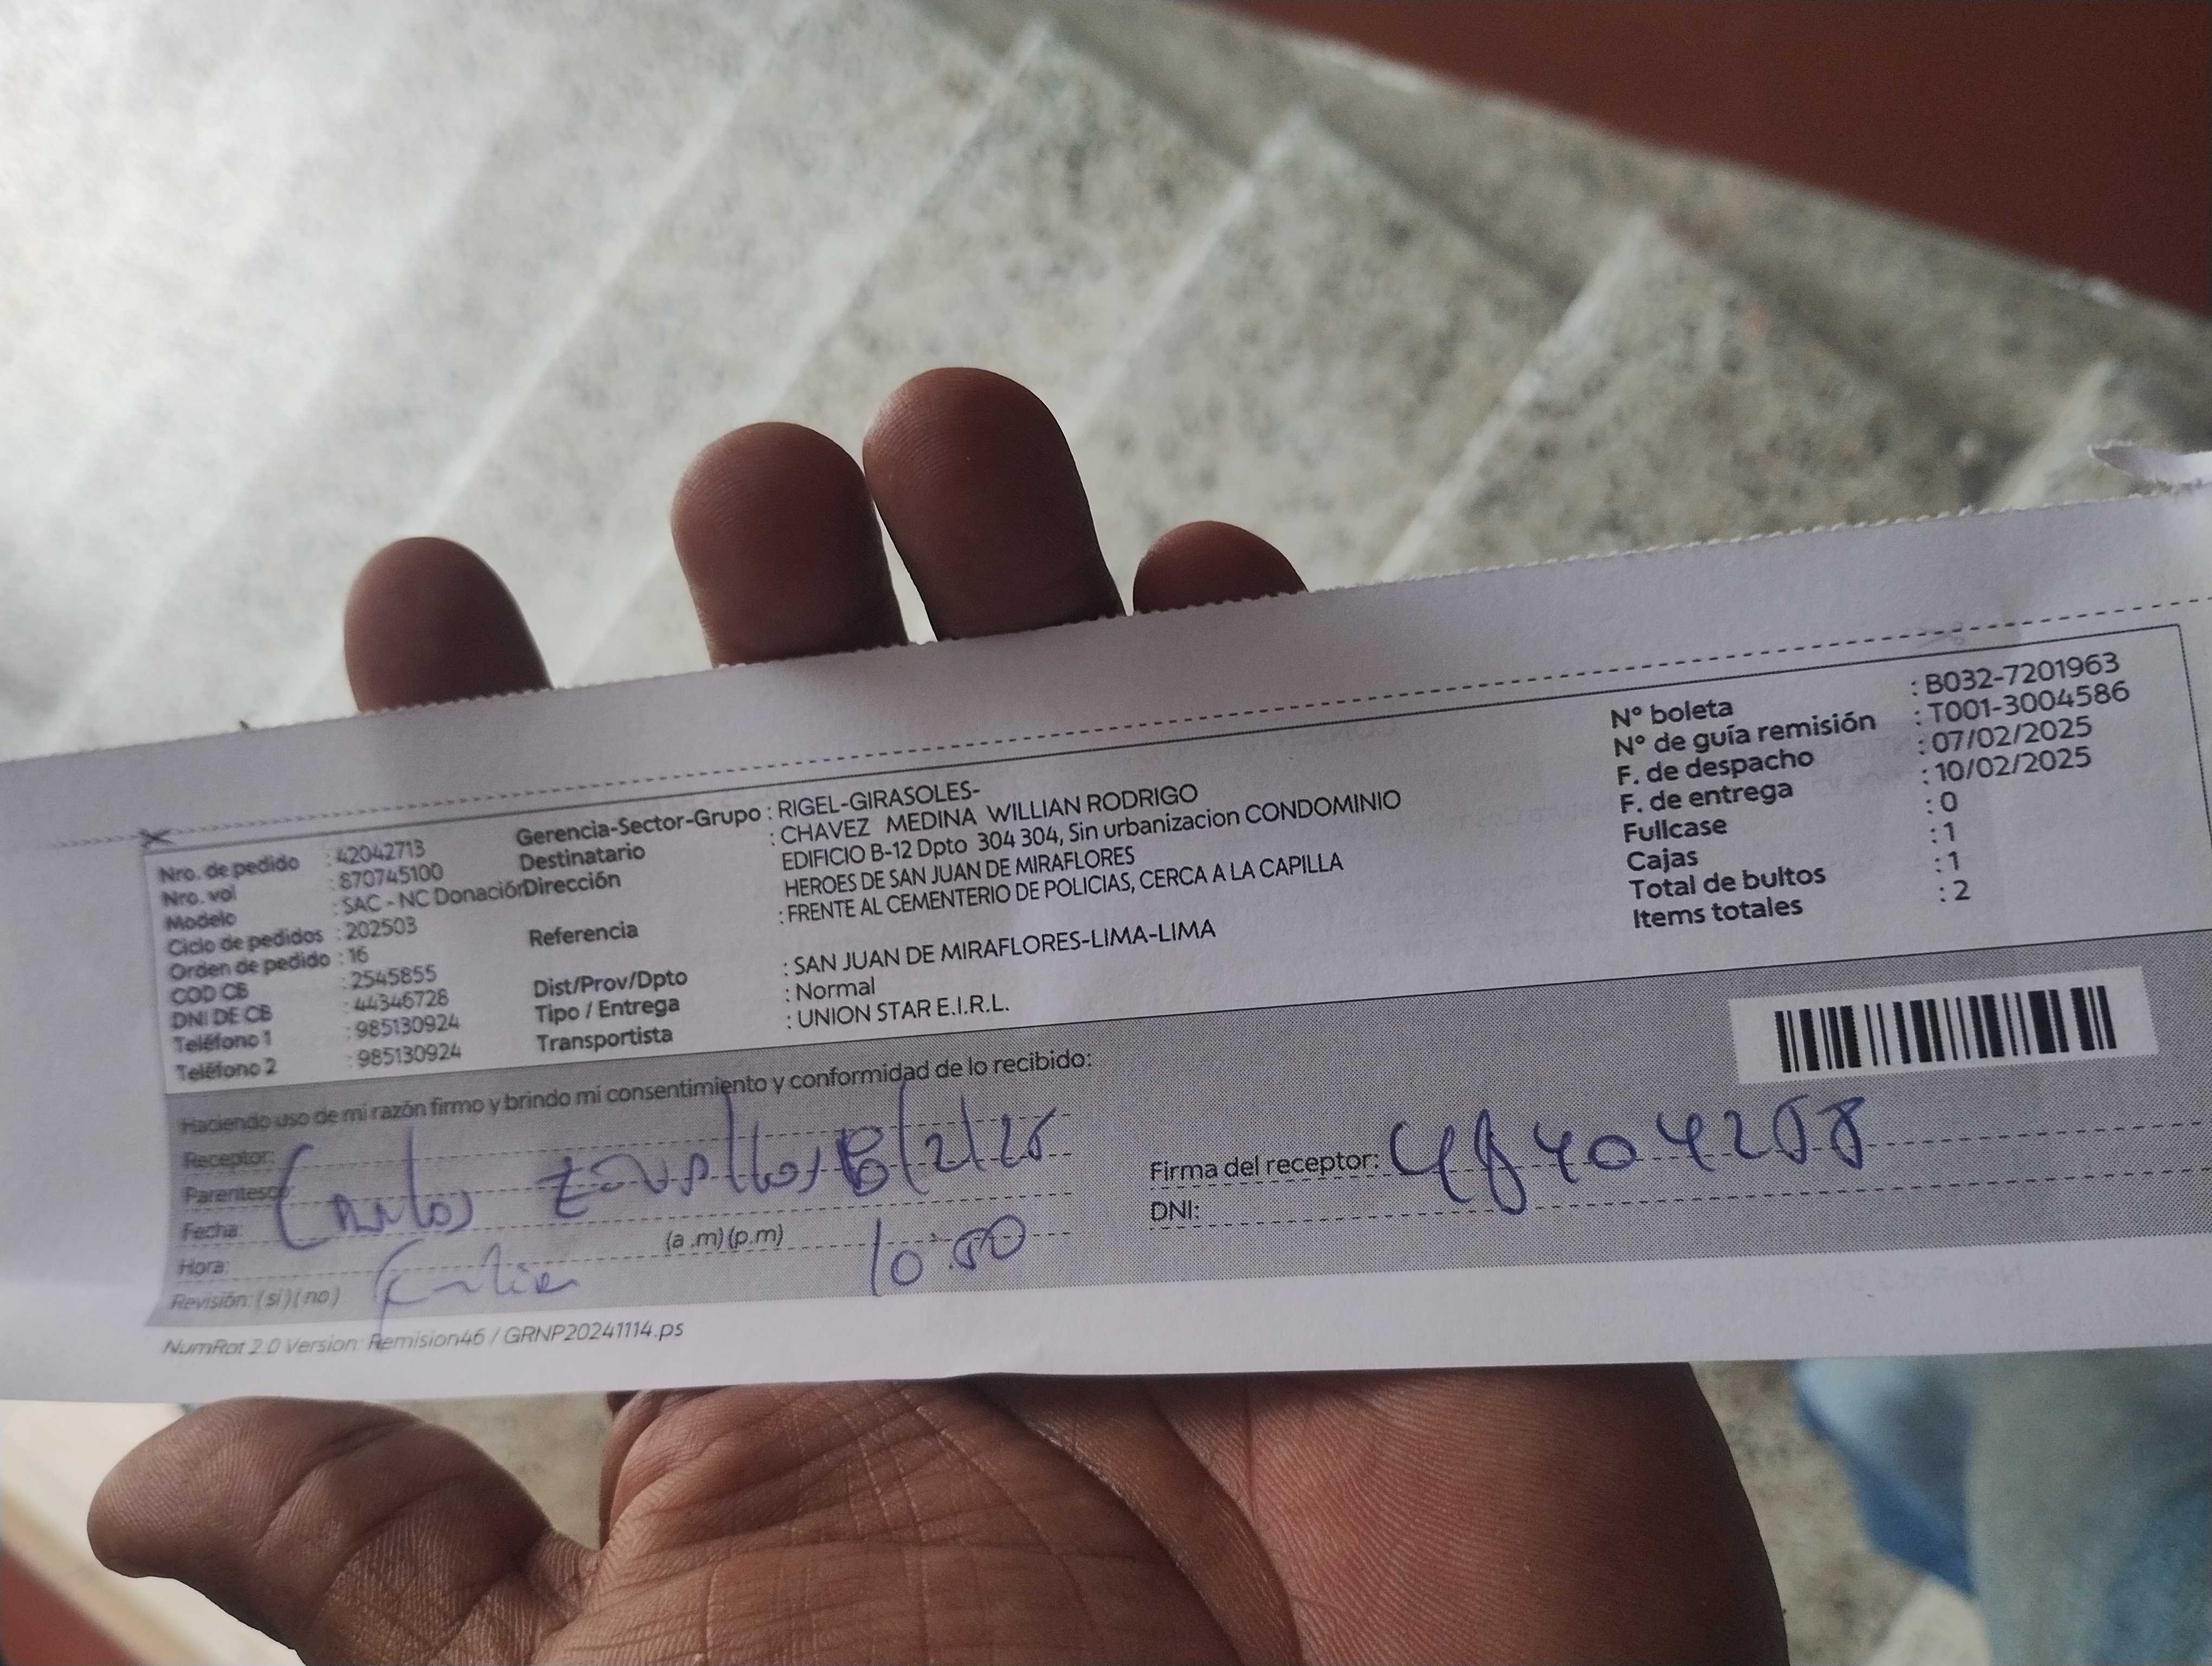 Nro. de pedido : 42042713
Nro. vol : 870745100
Modelo : SAC - NC Donación
Ciclo de pedidos : 202503
Orden de pedido : 16
COD CB : 2545855
DNI DE CB : 44346728
Teléfono 1 : 985130924
Teléfono 2 : 985130924
Gerencia-Sector-Grupo : RIGEL-GIRASOLES-
Destinatario : CHAVEZ MEDINA WILLIAN RODRIGO
Dirección EDIFICIO B-12 Dpto 304 304, Sin urbanizacion CONDOMINIO
HEROES DE SAN JUAN DE MIRAFLORES
Referencia : FRENTE AL CEMENTERIO DE POLICIAS, CERCA A LA CAPILLA
Dist/Prov/Dpto : SAN JUAN DE MIRAFLORES-LIMA-LIMA
Tipo / Entrega : Normal
Transportista : UNION STAR E.I.R.L.
N° boleta : B032-7201963
N° de guía remisión : T001-3004586
F. de despacho : 07/02/2025
F. de entrega : 10/02/2025
Fullcase : 0
Cajas : 1
Total de bultos : 1
Items totales : 2
Haciendo uso de mi razón firmo y brindo mi consentimiento y conformidad de lo recibido:
Receptor:
Parentesco:
Carlos
Fecha:
Hora: (a .m) (p.m) 10:50
Revisión: (si) (no)
Firma del receptor:
DNI:
NumRot 2.0 Version: Remision46 / GRNP20241114.ps